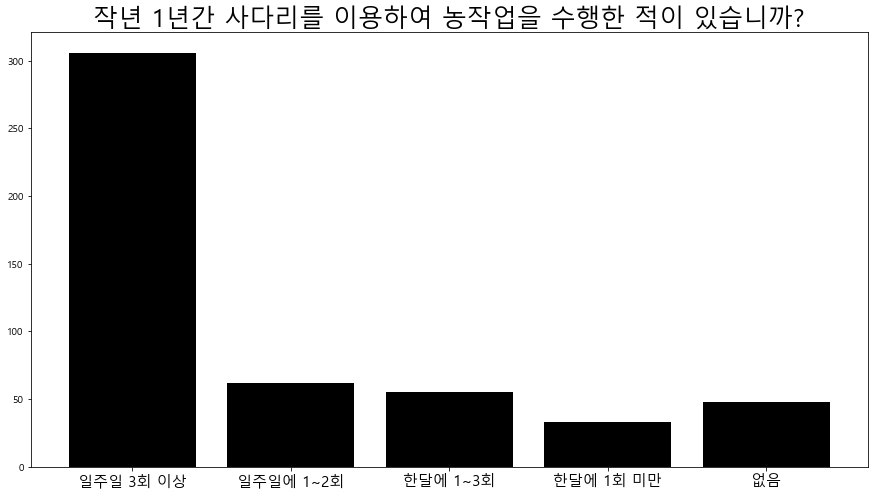 작년 1년간 사다리를 이용하여 농작업을 수행한 적이 있습니까?
300
250
200
150
100
50
0
일주일 3회 이상
일주일에 1~2회
한달에 1~3회
한달에 1회 미만
없음